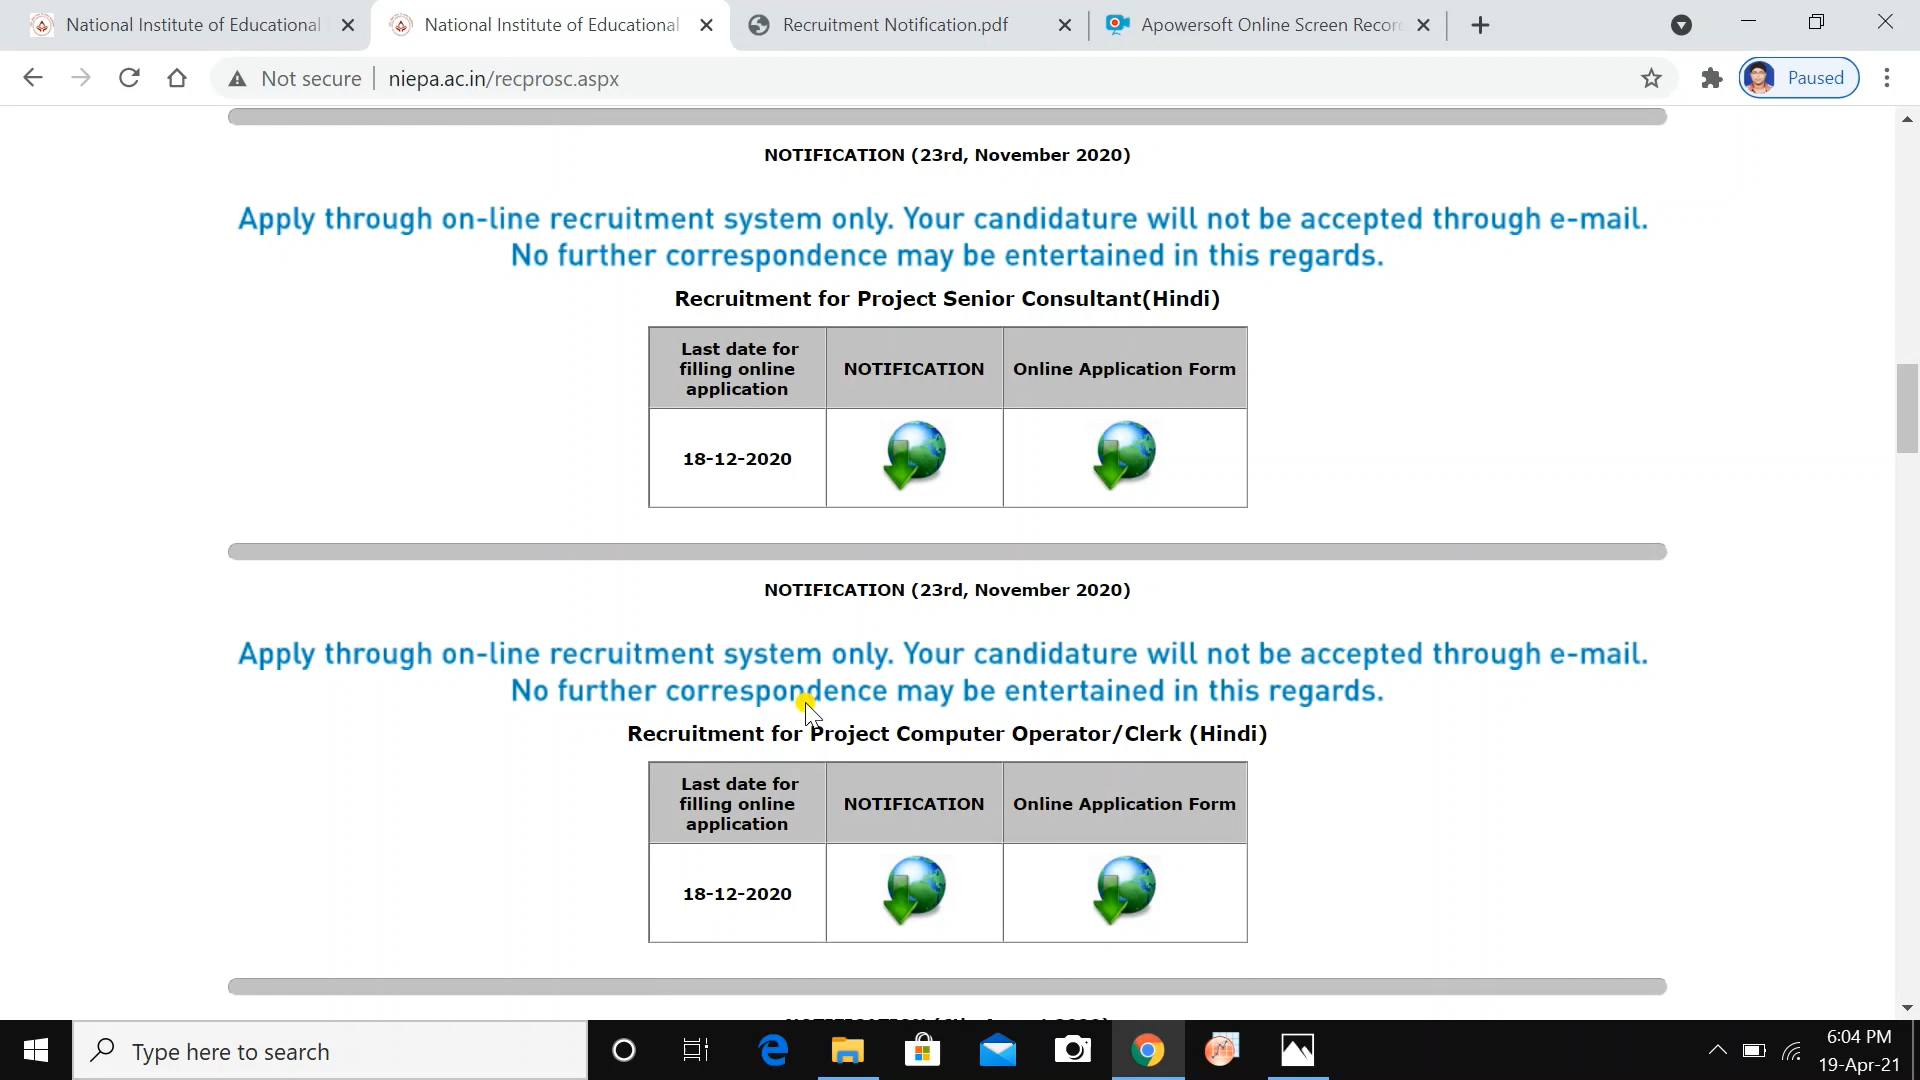 National Institute of Educational
National Institute of Educational
Recruitment Notification.pdf
Apowersoft Online Screen Recor
Not secure
niepa.ac.in/recprosc.aspx
Paused
NOTIFICATION (23rd, November 2020)
Apply through on-line recruitment system only. Your candidature will not be accepted through e-mail.
No further correspondence may be entertained in this regards.
Recruitment for Project Senior Consultant(Hindi)
Last date for
filling online
application
NOTIFICATION
Online Application Form
18-12-2020
NOTIFICATION (23rd, November 2020)
Apply through on-line recruitment system only. Your candidature will not be accepted through e-mail.
No further correspondence may be entertained in this regards.
Recruitment for Project Computer Operator/Clerk (Hindi)
Last date for
filling online
application
NOTIFICATION
Online Application Form
18-12-2020
Type here to search
6:04 PM
19-Apr-21